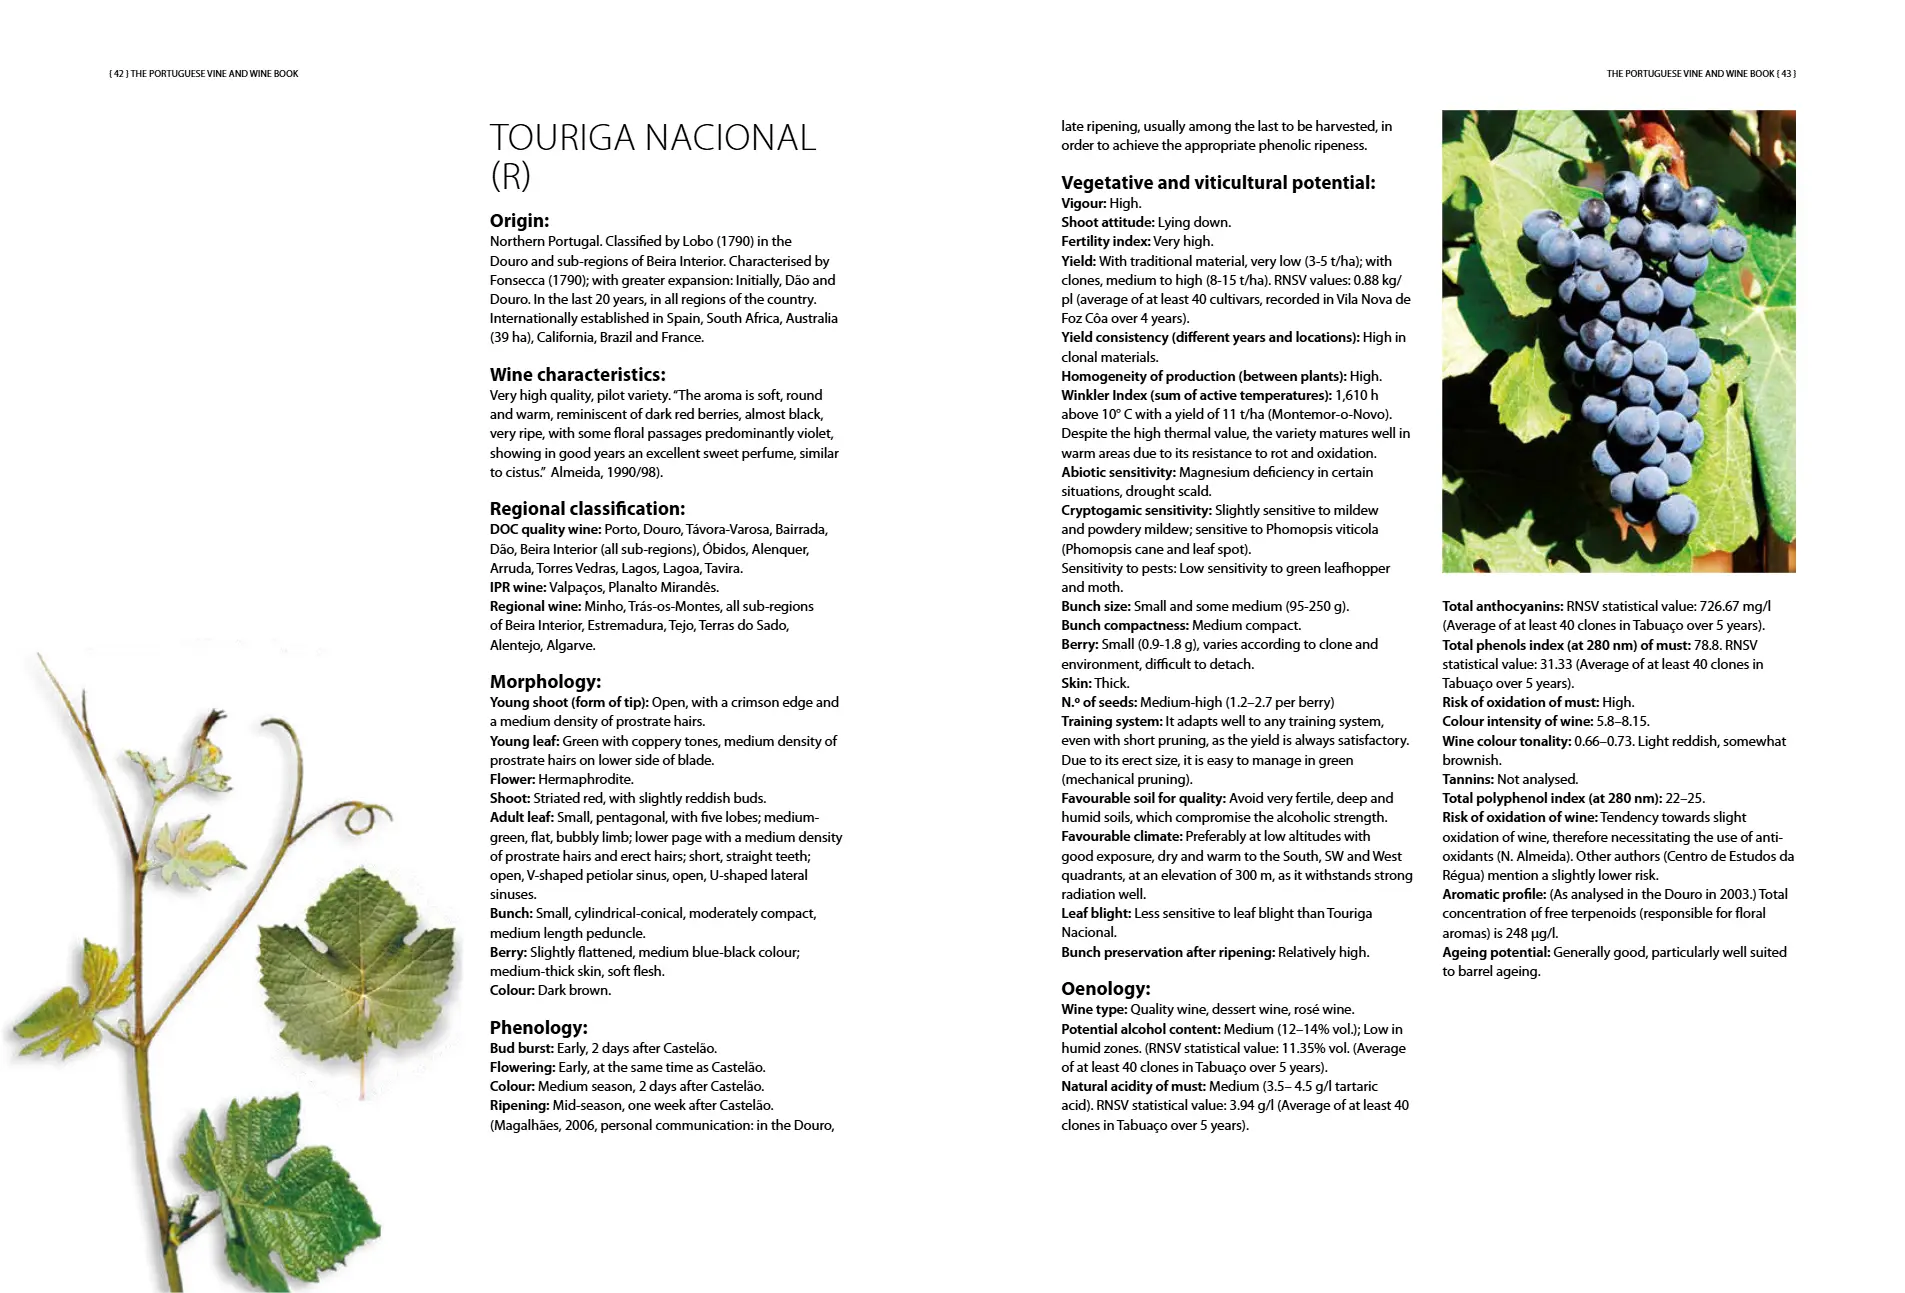 { 42 } THE PORTUGUESE VINE AND WINE BOOK
THE PORTUGUESE VINE AND WINE BOOK { 43 }
TOURIGA NACIONAL
(R)
Origin:
Northern Portugal. Classified by Lobo (1790) in the
Douro and sub-regions of Beira Interior. Characterised by
Fonsecca (1790); with greater expansion: Initially, Dão and
Douro. In the last 20 years, in all regions of the country.
Internationally established in Spain, South Africa, Australia
(39 ha), California, Brazil and France.
Wine characteristics:
Very high quality, pilot variety. “The aroma is soft, round
and warm, reminiscent of dark red berries, almost black,
very ripe, with some floral passages predominantly violet,
showing in good years an excellent sweet perfume, similar
to cistus.” Almeida, 1990/98).
Regional classification:
DOC quality wine: Porto, Douro, Távora-Varosa, Bairrada,
Dão, Beira Interior (all sub-regions), Óbidos, Alenquer,
Arruda, Torres Vedras, Lagos, Lagoa, Tavira.
IPR wine: Valpaços, Planalto Mirandês.
Regional wine: Minho, Trás-os-Montes, all sub-regions
of Beira Interior, Estremadura, Tejo, Terras do Sado,
Alentejo, Algarve.
Morphology:
Young shoot (form of tip): Open, with a crimson edge and
a medium density of prostrate hairs.
Young leaf: Green with coppery tones, medium density of
prostrate hairs on lower side of blade.
Flower: Hermaphrodite.
Shoot: Striated red, with slightly reddish buds.
Adult leaf: Small, pentagonal, with five lobes; medium-
green, flat, bubbly limb; lower page with a medium density
of prostrate hairs and erect hairs; short, straight teeth;
open, V-shaped petiolar sinus, open, U-shaped lateral
sinuses.
Bunch: Small, cylindrical-conical, moderately compact,
medium length peduncle.
Berry: Slightly flattened, medium blue-black colour;
medium-thick skin, soft flesh.
Colour: Dark brown.
Phenology:
Bud burst: Early, 2 days after Castelão.
Flowering: Early, at the same time as Castelão.
Colour: Medium season, 2 days after Castelão.
Ripening: Mid-season, one week after Castelão.
(Magalhães, 2006, personal communication: in the Douro,
late ripening, usually among the last to be harvested, in
order to achieve the appropriate phenolic ripeness.
Vegetative and viticultural potential:
Vigour: High.
Shoot attitude: Lying down.
Fertility index: Very high.
Yield: With traditional material, very low (3-5 t/ha); with
clones, medium to high (8-15 t/ha). RNSV values: 0.88 kg/
pl (average of at least 40 cultivars, recorded in Vila Nova de
Foz Côa over 4 years).
Yield consistency (different years and locations): High in
clonal materials.
Homogeneity of production (between plants): High.
Winkler Index (sum of active temperatures): 1,610 h
above 10° C with a yield of 11 t/ha (Montemor-o-Novo).
Despite the high thermal value, the variety matures well in
warm areas due to its resistance to rot and oxidation.
Abiotic sensitivity: Magnesium deficiency in certain
situations, drought scald.
Cryptogamic sensitivity: Slightly sensitive to mildew
and powdery mildew; sensitive to Phomopsis viticola
(Phomopsis cane and leaf spot).
Sensitivity to pests: Low sensitivity to green leafhopper
and moth.
Bunch size: Small and some medium (95-250 g).
Bunch compactness: Medium compact.
Berry: Small (0.9-1.8 g), varies according to clone and
environment, difficult to detach.
Skin: Thick.
N.º of seeds: Medium-high (1.2–2.7 per berry)
Training system: It adapts well to any training system,
even with short pruning, as the yield is always satisfactory.
Due to its erect size, it is easy to manage in green
(mechanical pruning).
Favourable soil for quality: Avoid very fertile, deep and
humid soils, which compromise the alcoholic strength.
Favourable climate: Preferably at low altitudes with
good exposure, dry and warm to the South, SW and West
quadrants, at an elevation of 300 m, as it withstands strong
radiation well.
Leaf blight: Less sensitive to leaf blight than Touriga
Nacional.
Bunch preservation after ripening: Relatively high.
Oenology:
Wine type: Quality wine, dessert wine, rosé wine.
Potential alcohol content: Medium (12–14% vol.); Low in
humid zones. (RNSV statistical value: 11.35% vol. (Average
of at least 40 clones in Tabuaço over 5 years).
Natural acidity of must: Medium (3.5– 4.5 g/l tartaric
acid). RNSV statistical value: 3.94 g/l (Average of at least 40
clones in Tabuaço over 5 years).
Total anthocyanins: RNSV statistical value: 726.67 mg/l
(Average of at least 40 clones in Tabuaço over 5 years).
Total phenols index (at 280 nm) of must: 78.8. RNSV
statistical value: 31.33 (Average of at least 40 clones in
Tabuaço over 5 years).
Risk of oxidation of must: High.
Colour intensity of wine: 5.8–8.15.
Wine colour tonality: 0.66–0.73. Light reddish, somewhat
brownish.
Tannins: Not analysed.
Total polyphenol index (at 280 nm): 22–25.
Risk of oxidation of wine: Tendency towards slight
oxidation of wine, therefore necessitating the use of anti-
oxidants (N. Almeida). Other authors (Centro de Estudos da
Régua) mention a slightly lower risk.
Aromatic profile: (As analysed in the Douro in 2003.) Total
concentration of free terpenoids (responsible for floral
aromas) is 248 µg/l.
Ageing potential: Generally good, particularly well suited
to barrel ageing.